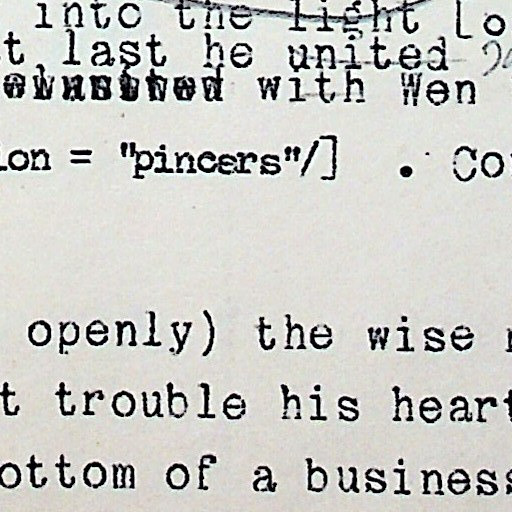 into the light [o
t last he united
with Wen
ion = "pincers"/] . Co
openly) the wise
t trouble his heart
ottom of a business